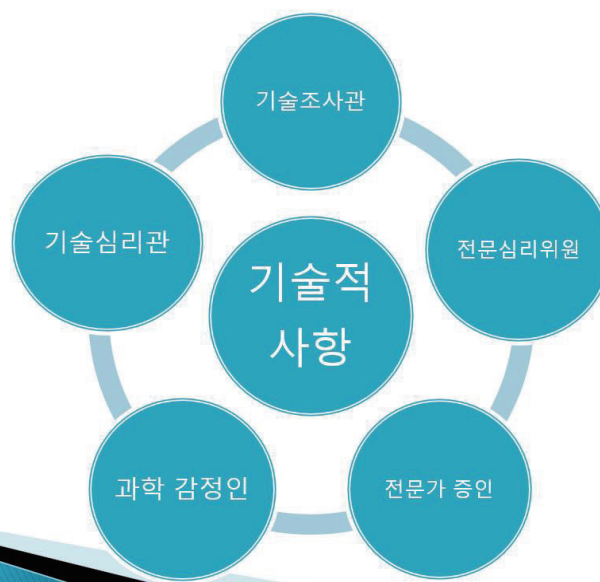 기술조사관
기술심리관
전문심리위원
기술적
사항
과학 감정인
전문가 증인